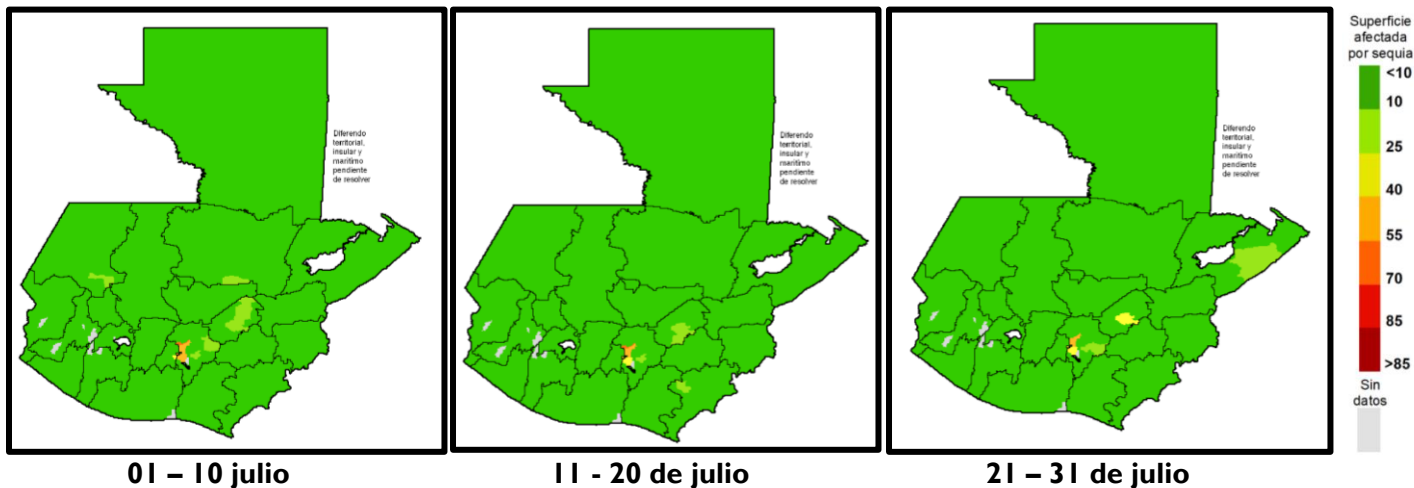 Diferendo
territorial,
insular y
marítimo
pendiente
de resolver
Diferendo
territorial,
insular y
marítimo
pendiente
de resolver
Diferendo
territorial,
insular y
marítimo
pendiente
de resolver
Superficie
afectada
por sequia
<10
10
25
40
55
70
85
>85
Sin
datos
01 – 10 julio
11 - 20 de julio
21 – 31 de julio